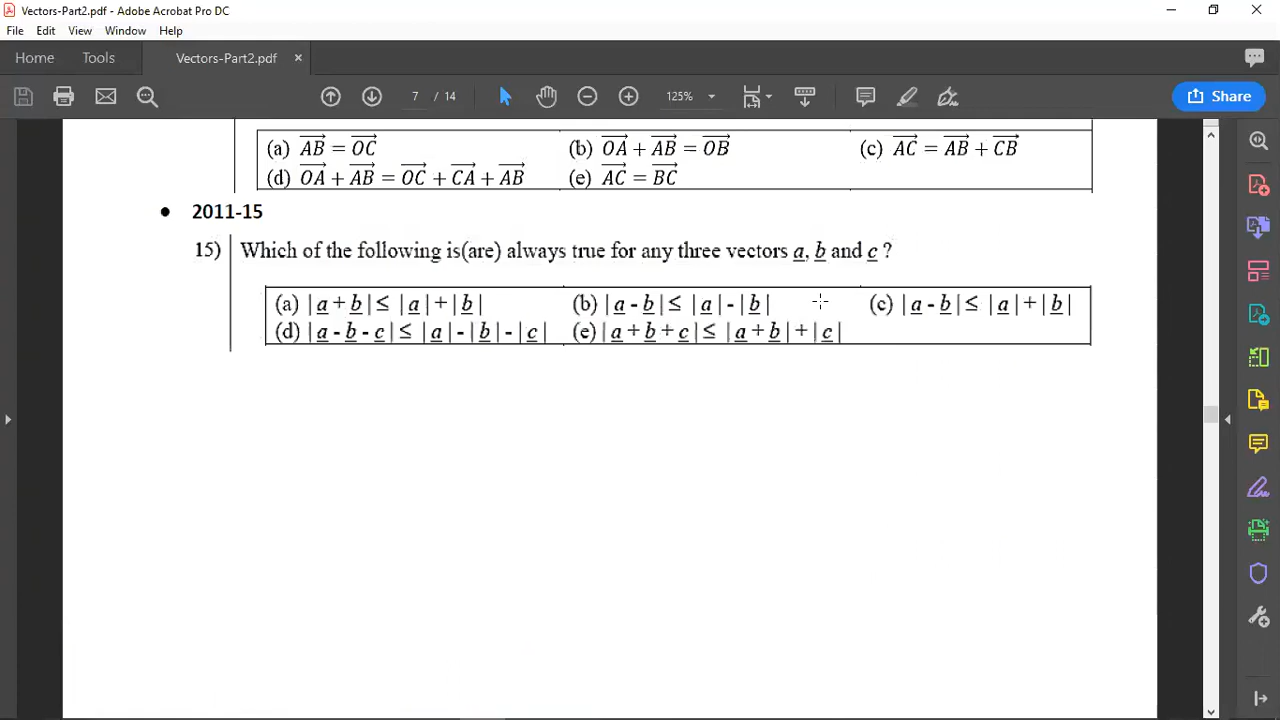 Vectors-Part2.pdf - Adobe Acrobat Pro DC
File Edit View Window Help
Home Tools Vectors-Part2.pdf ×
7 / 14 125% Share
(a) AB = OC (b) OA + AB = OB (c) AC = AB + CB
(d) OA + AB = OC + CA + AB (e) AC = BC
• 2011-15
15) Which of the following is(are) always true for any three vectors a, b and c ?
(a) |a + b| ≤ |a| + |b| (b) |a - b| ≤ |a| - |b| (c) |a - b| ≤ |a| + |b|
(d) |a - b - c| ≤ |a| - |b| - |c| (e) |a + b + c| ≤ |a + b| + |c|